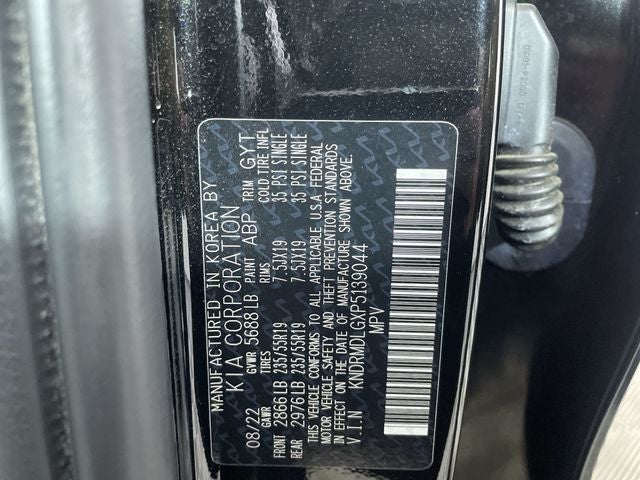 MANUFACTURED IN KOREA BY
KIA CORPORATION
08/22 GVWR 5688LB PAINT ABP TRIM GYT
GAWR TIRES RIMS COLD TIRE INFL
FRONT 2866LB 235/55R19 7.5JX19 35 PSI SINGLE
REAR 2976LB 235/55R19 7.5JX19 35 PSI SINGLE
THIS VEHICLE CONFORMS TO ALL APPLICABLE U.S.A FEDERAL
MOTOR VEHICLE SAFETY AND THEFT PREVENTION STANDARDS
IN EFFECT ON THE DATE OF MANUFACTURE SHOWN ABOVE.
V.I.N KNDRMDLGXP5139044
MPV